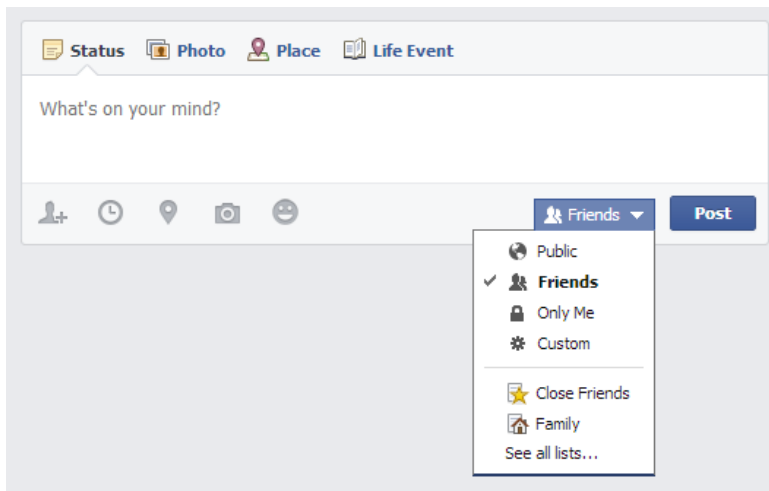 Status Photo Place Life Event
What's on your mind?
Friends Post
Public
Friends
Only Me
Custom
Close Friends
Family
See all lists...